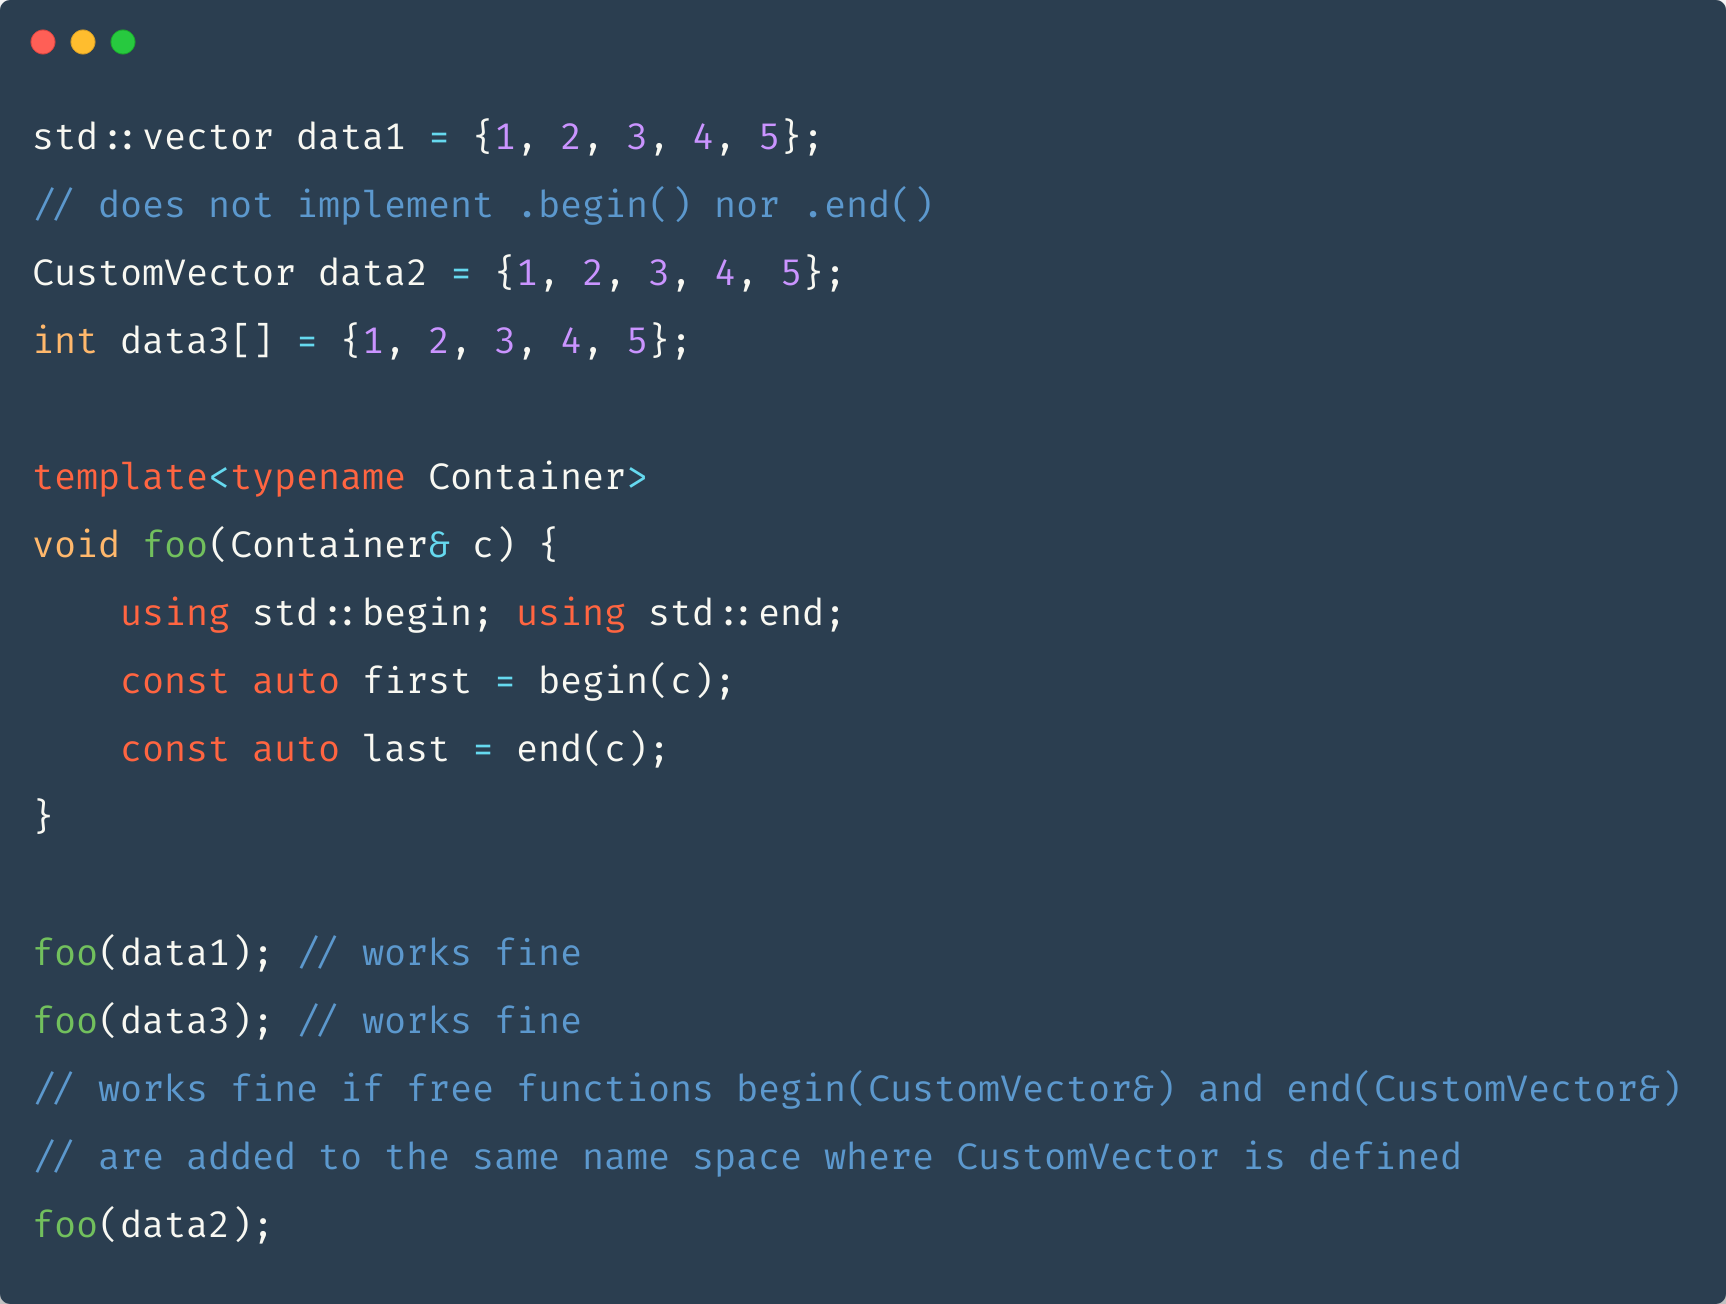 std::vector data1 = {1, 2, 3, 4, 5};
// does not implement .begin() nor .end()
CustomVector data2 = {1, 2, 3, 4, 5};
int data3[] = {1, 2, 3, 4, 5};
template<typename Container>
void foo(Container& c) {
    using std::begin; using std::end;
    const auto first = begin(c);
    const auto last = end(c);
}
foo(data1); // works fine
foo(data3); // works fine
// works fine if free functions begin(CustomVector&) and end(CustomVector&)
// are added to the same name space where CustomVector is defined
foo(data2);